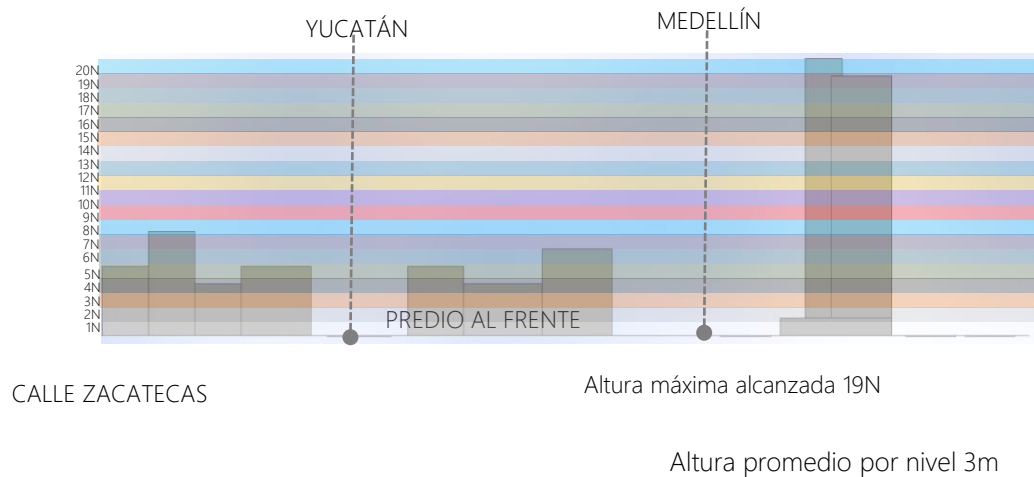 YUCATÁN
MEDELLÍN
20N
19N
18N
17N
16N
15N
14N
13N
12N
11N
10N
9N
8N
7N
6N
5N
4N
3N
2N
1N
PREDIO AL FRENTE
CALLE ZACATECAS
Altura máxima alcanzada 19N
Altura promedio por nivel 3m